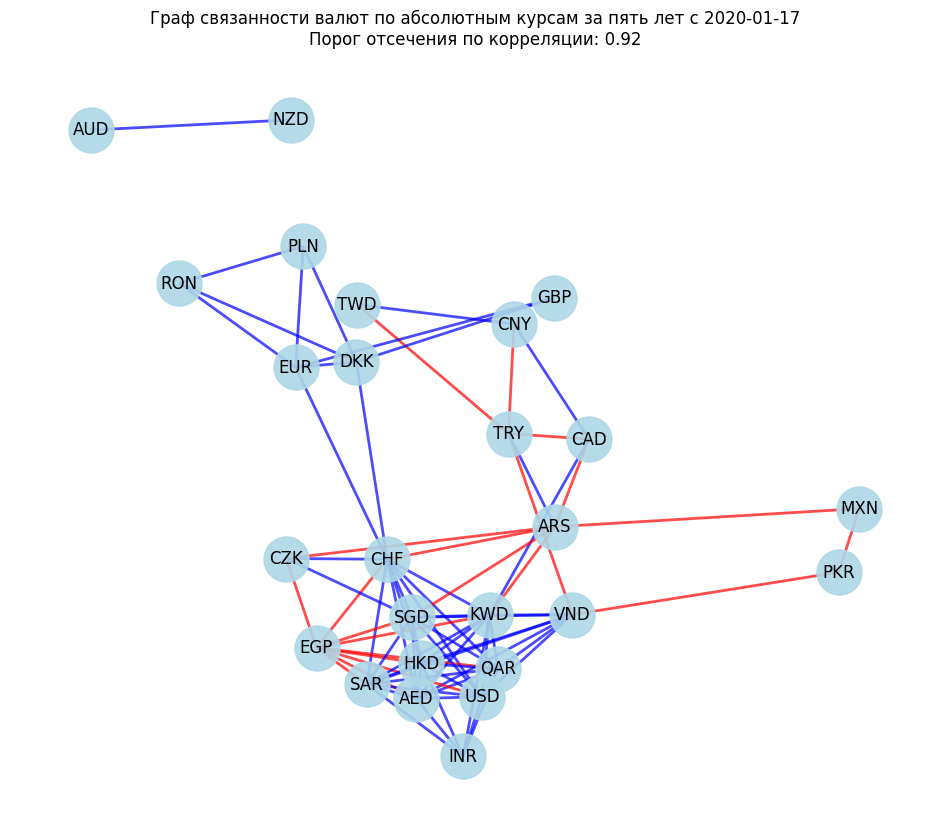 Граф связанности валют по абсолютным курсам за пять лет с 2020-01-17
Порог отсечения по корреляции: 0.92
AUD
NZD
PLN
RON
TWD
GBP
CNY
EUR
DKK
TRY
CAD
MXN
ARS
PKR
CZK
CHF
SGD
KWD
VND
EGP
HKD
QAR
SAR
AED
USD
INR